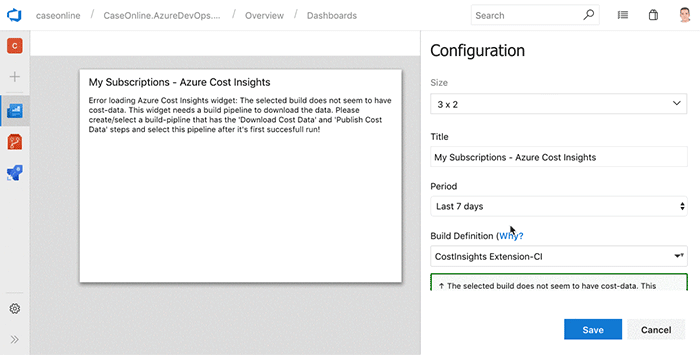 caseonline / CaseOnline.AzureDevOps.... / Overview / Dashboards
Search
C
My Subscriptions - Azure Cost Insights
Error loading Azure Cost Insights widget: The selected build does not seem to have
cost-data. This widget needs a build pipeline to download the data. Please
create/select a build-pipline that has the 'Download Cost Data' and 'Publish Cost
Data' steps and select this pipeline after it's first succesfull run!
Configuration
Size
3 x 2
Title
My Subscriptions - Azure Cost Insights
Period
Last 7 days
Build Definition (Why?
CostInsights Extension-CI
↑ The selected build does not seem to have cost-data. This
Save
Cancel